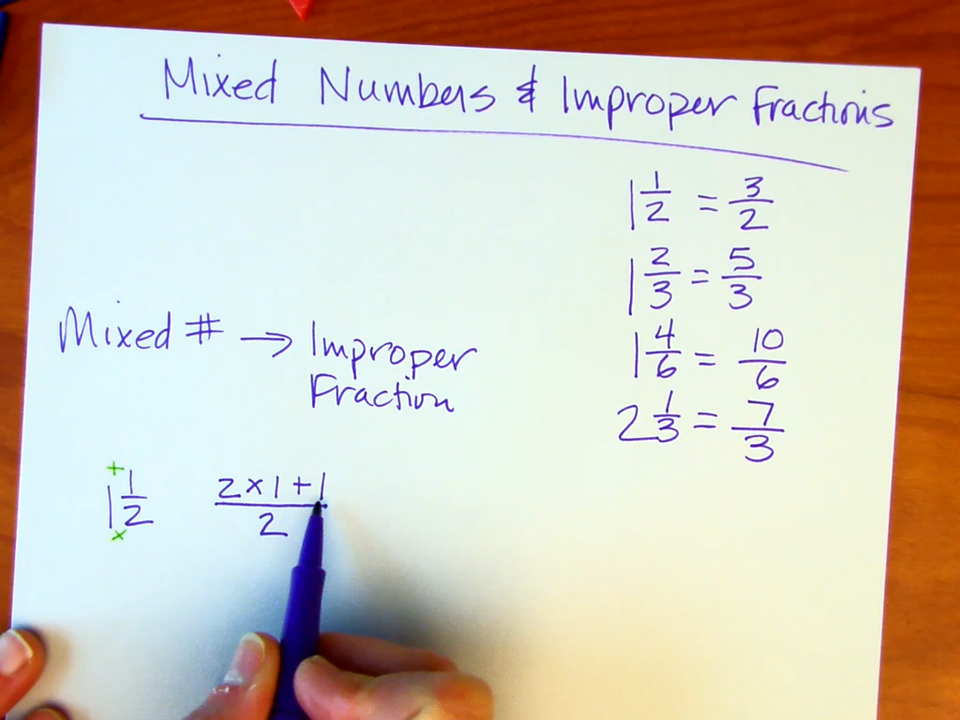 Mixed Numbers & Improper Fractions
1 1/2 = 3/2
1 2/3 = 5/3
1 4/6 = 10/6
2 1/3 = 7/3
Mixed # → Improper
Fraction
+
1 1/2   2 × 1 + 1 / 2
×